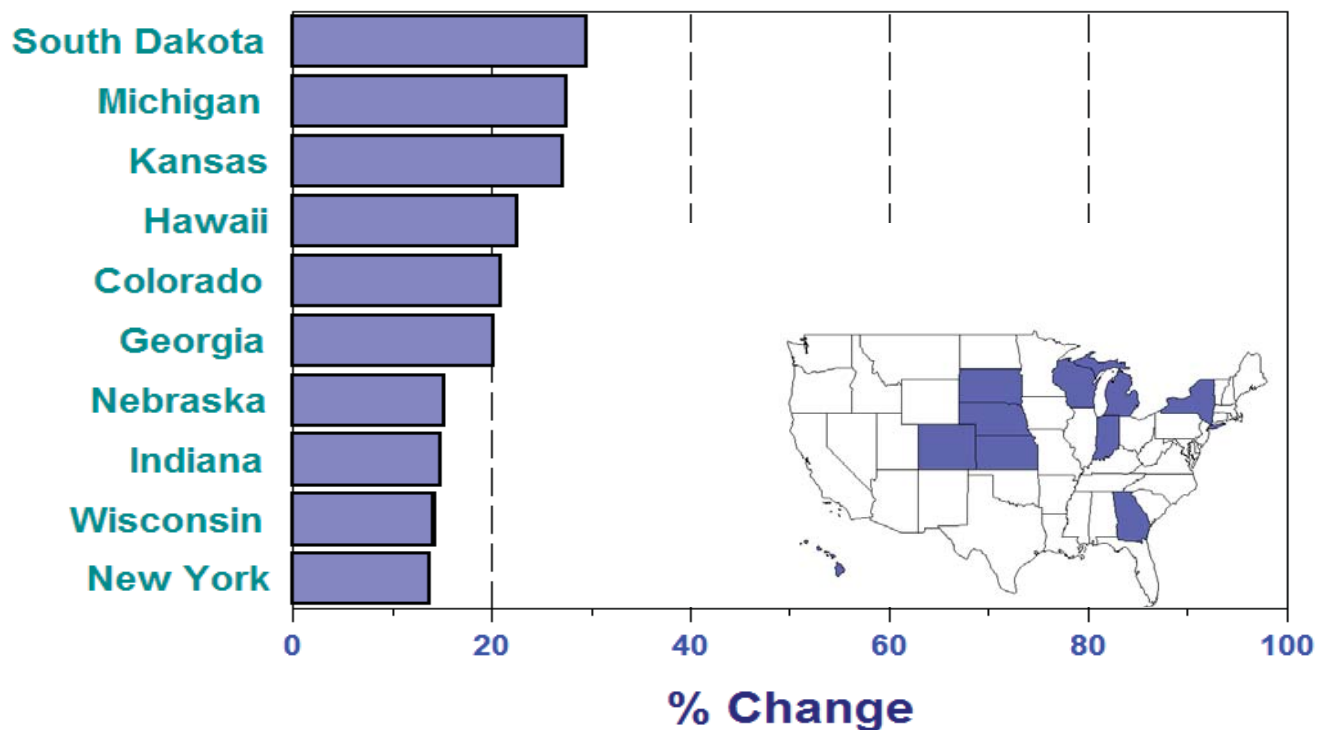 South Dakota
Michigan
Kansas
Hawaii
Colorado
Georgia
Nebraska
Indiana
Wisconsin
New York
0 20 40 60 80 100
% Change